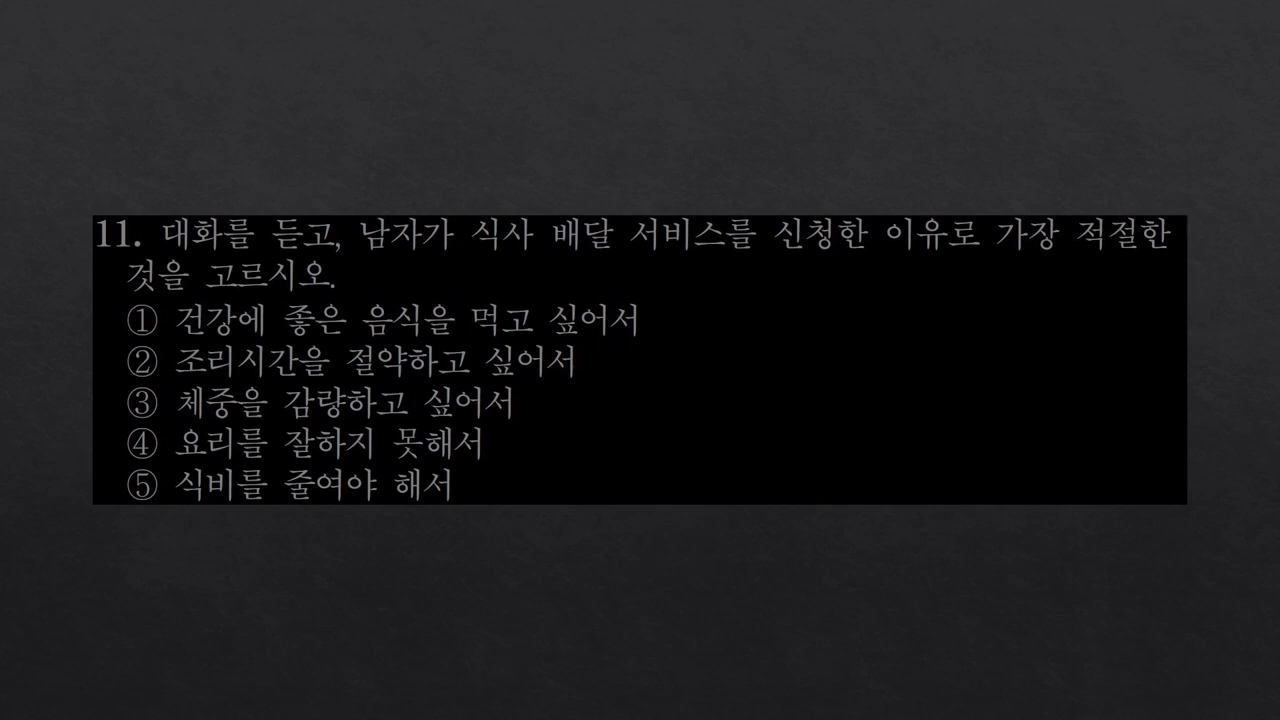 11. 대화를 듣고, 남자가 식사 배달 서비스를 신청한 이유로 가장 적절한
것을 고르시오.
① 건강에 좋은 음식을 먹고 싶어서
② 조리시간을 절약하고 싶어서
③ 체중을 감량하고 싶어서
④ 요리를 잘하지 못해서
⑤ 식비를 줄여야 해서